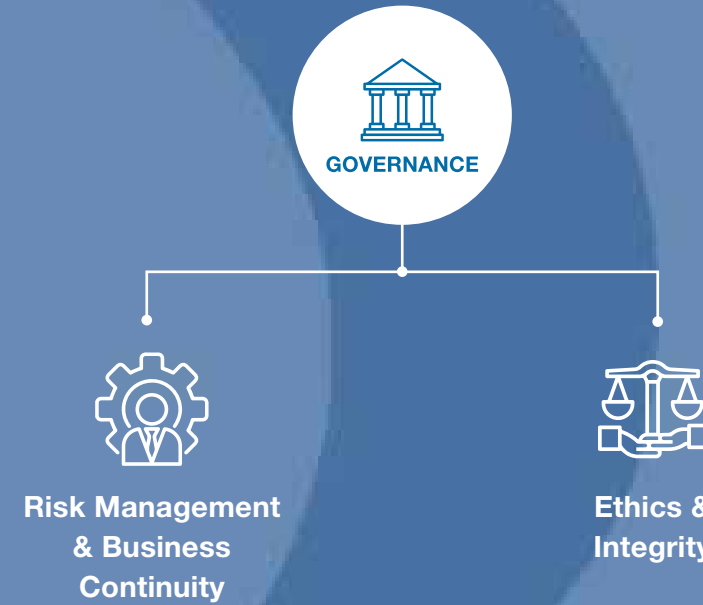 GOVERNANCE
Risk Management
& Business
Continuity
Ethics &
Integrity